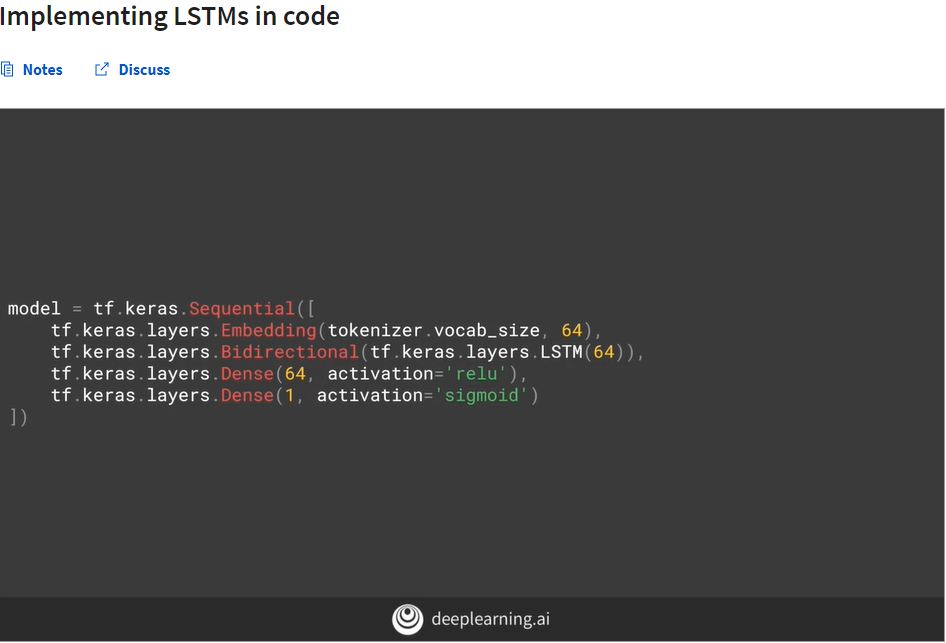 Implementing LSTMs in code
Notes Discuss
model = tf.keras.Sequential([
    tf.keras.layers.Embedding(tokenizer.vocab_size, 64),
    tf.keras.layers.Bidirectional(tf.keras.layers.LSTM(64)),
    tf.keras.layers.Dense(64, activation='relu'),
    tf.keras.layers.Dense(1, activation='sigmoid')
])
deeplearning.ai